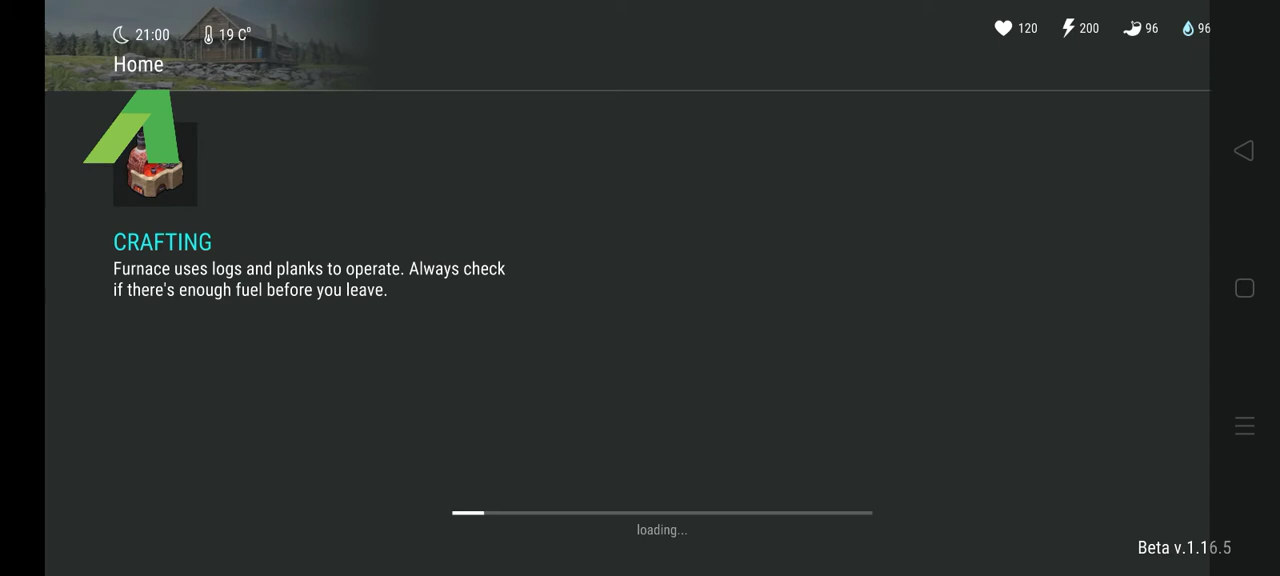 21:00 19 C°
120 200 96 96
Home
CRAFTING
Furnace uses logs and planks to operate. Always check
if there's enough fuel before you leave.
loading...
Beta v.1.16.5